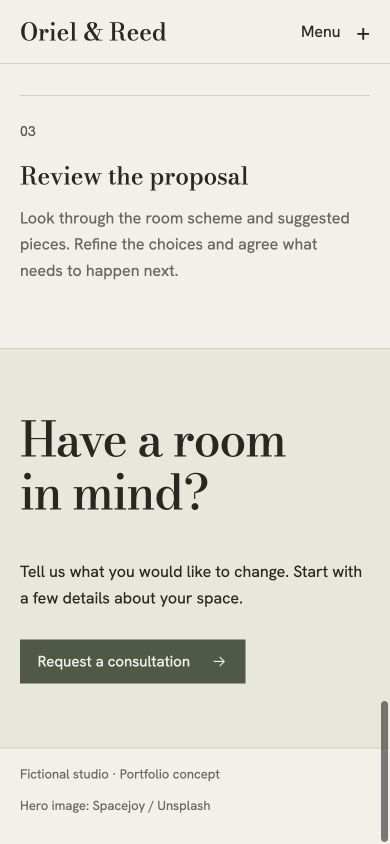 Oriel & Reed
Menu +
03
Review the proposal
Look through the room scheme and suggested
pieces. Refine the choices and agree what
needs to happen next.
Have a room
in mind?
Tell us what you would like to change. Start with
a few details about your space.
Request a consultation →
Fictional studio · Portfolio concept
Hero image: Spacejoy / Unsplash